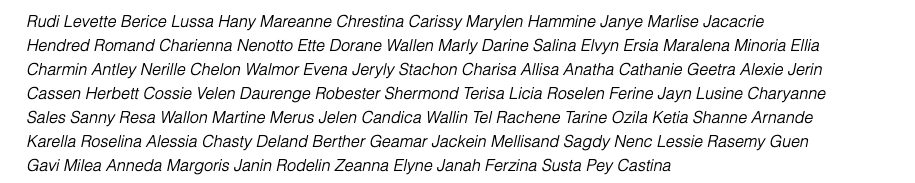 Rudi Levette Berice Lussa Hany Mareanne Chrestina Carissy Marylen Hammine Janye Marlise Jacacrie
Hendred Romand Charienna Nenotto Ette Dorane Wallen Marly Darine Salina Elvyn Ersia Maralena Minoria Ellia
Charmin Antley Nerille Chelon Walmor Evena Jeryly Stachon Charisa Allisa Anatha Cathanie Geetra Alexie Jerin
Cassen Herbett Cossie Velen Daurenge Robester Shermond Terisa Licia Roselen Ferine Jayn Lusine Charyanne
Sales Sanny Resa Wallon Martine Merus Jelen Candica Wallin Tel Rachene Tarine Ozila Ketia Shanne Arnande
Karella Roselina Alessia Chasty Deland Berther Geamar Jackein Mellisand Sagdy Nenc Lessie Rasemy Guen
Gavi Milea Anneda Margoris Janin Rodelin Zeanna Elyne Janah Ferzina Susta Pey Castina